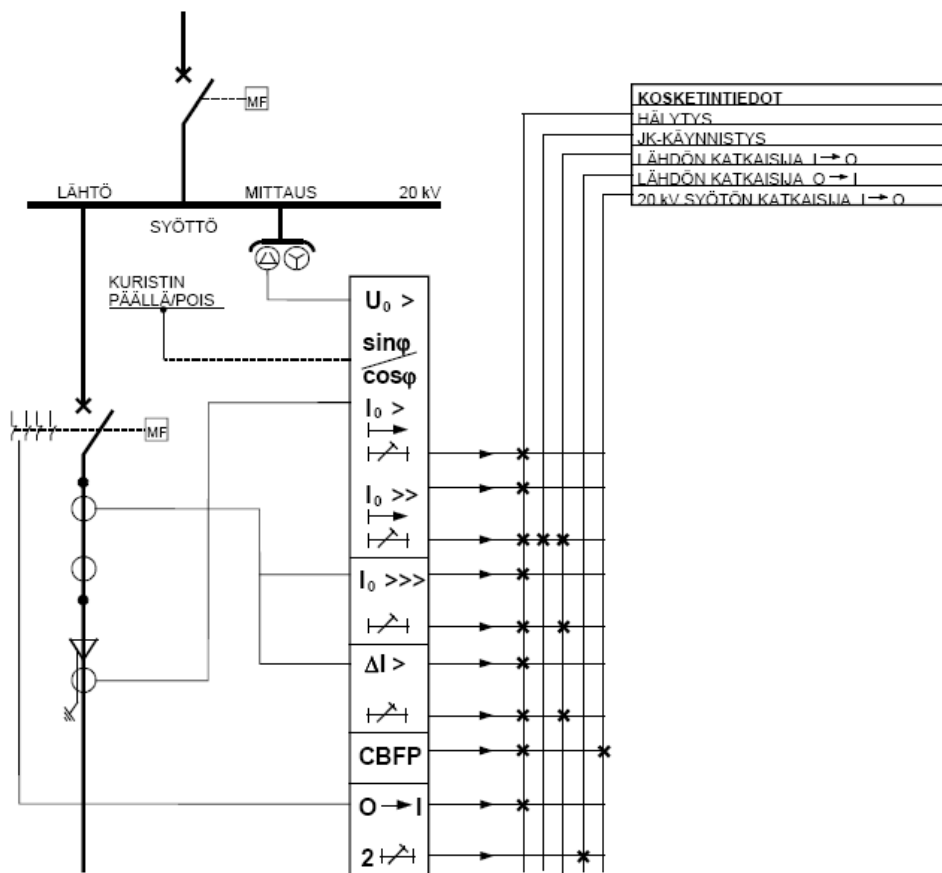 MF
KOSKETINTIEDOT
HÄLYTYS
JK-KÄYNNISTYS
LÄHDÖN KATKAISIJA I → O
LÄHDÖN KATKAISIJA O → I
20 kV SYÖTÖN KATKAISIJA I → O
LÄHTÖ
MITTAUS
20 kV
SYÖTTÖ
KURISTIN
PÄÄLLÄ/POIS
U₀ >
sinφ
cosφ
I₀ >
MF
I₀ >>
I₀ >>>
ΔI >
CBFP
O → I
2